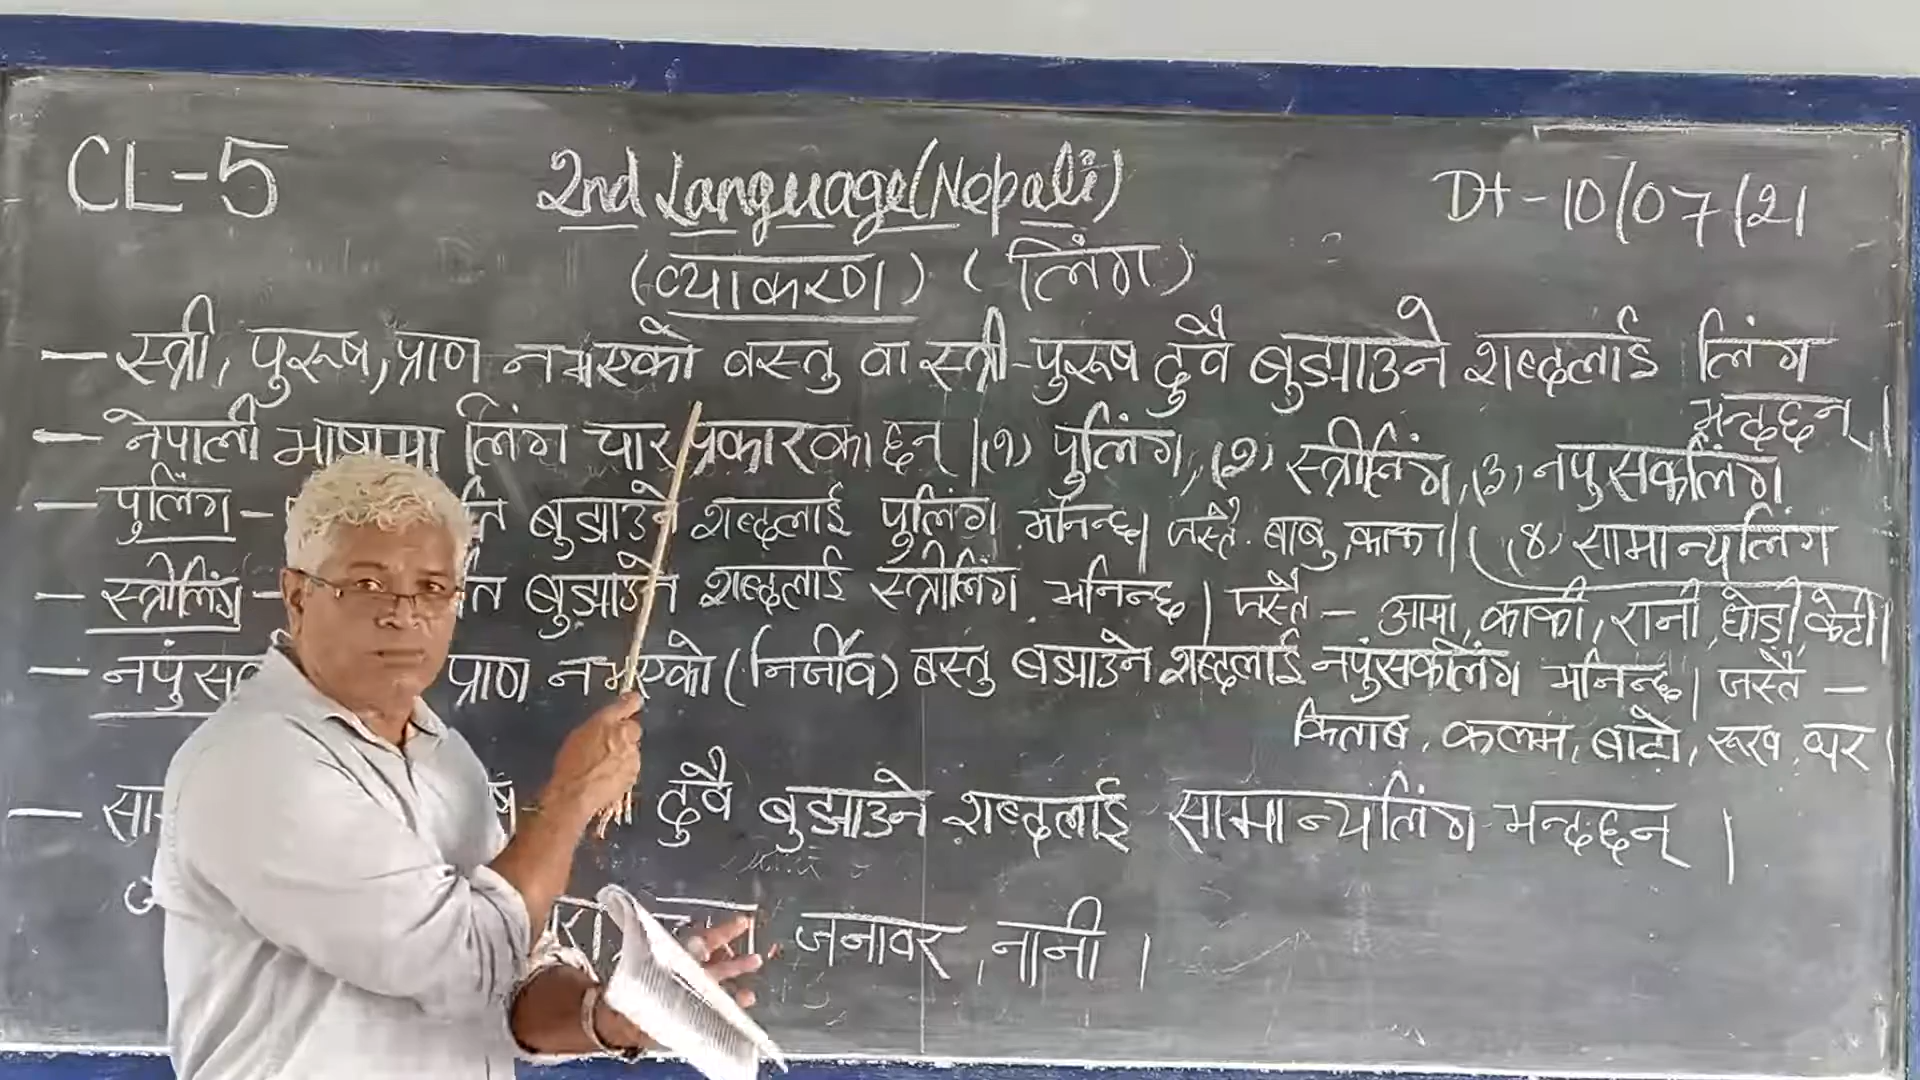 CL-5
2nd Language(Nepali)
Dt-10/07/21
(व्याकरण) (लिंग)
— स्त्री, पुरूष, प्राण नभएको वस्तु वा स्त्री-पुरूष दुवै बुझाउने शब्दलाई लिंग
भन्दछन्।
— नेपाली भाषामा लिंग चार प्रकारका छन्।(१) पुलिंग,(२) स्त्रीलिंग,(३) नपुंसकलिंग
(४) सामान्यलिंग
— पुलिंग - बुझाउने शब्दलाई पुलिंग भनिन्छ। जस्तै- बाबु, काका।
— स्त्रीलिंग - बुझाउने शब्दलाई स्त्रीलिंग भनिन्छ। जस्तै - आमा, काकी, रानी, घोडी, केटी।
— प्राण नभएको (निर्जीव) बस्तु बझाउने शब्दलाई नपुंसकलिंग भनिन्छ। जस्तै -
किताब, कलम, बाटो, रूख, घर।
— दुवै बुझाउने शब्दलाई सामान्यलिंग भन्दछन्।
जनावर, नानी।